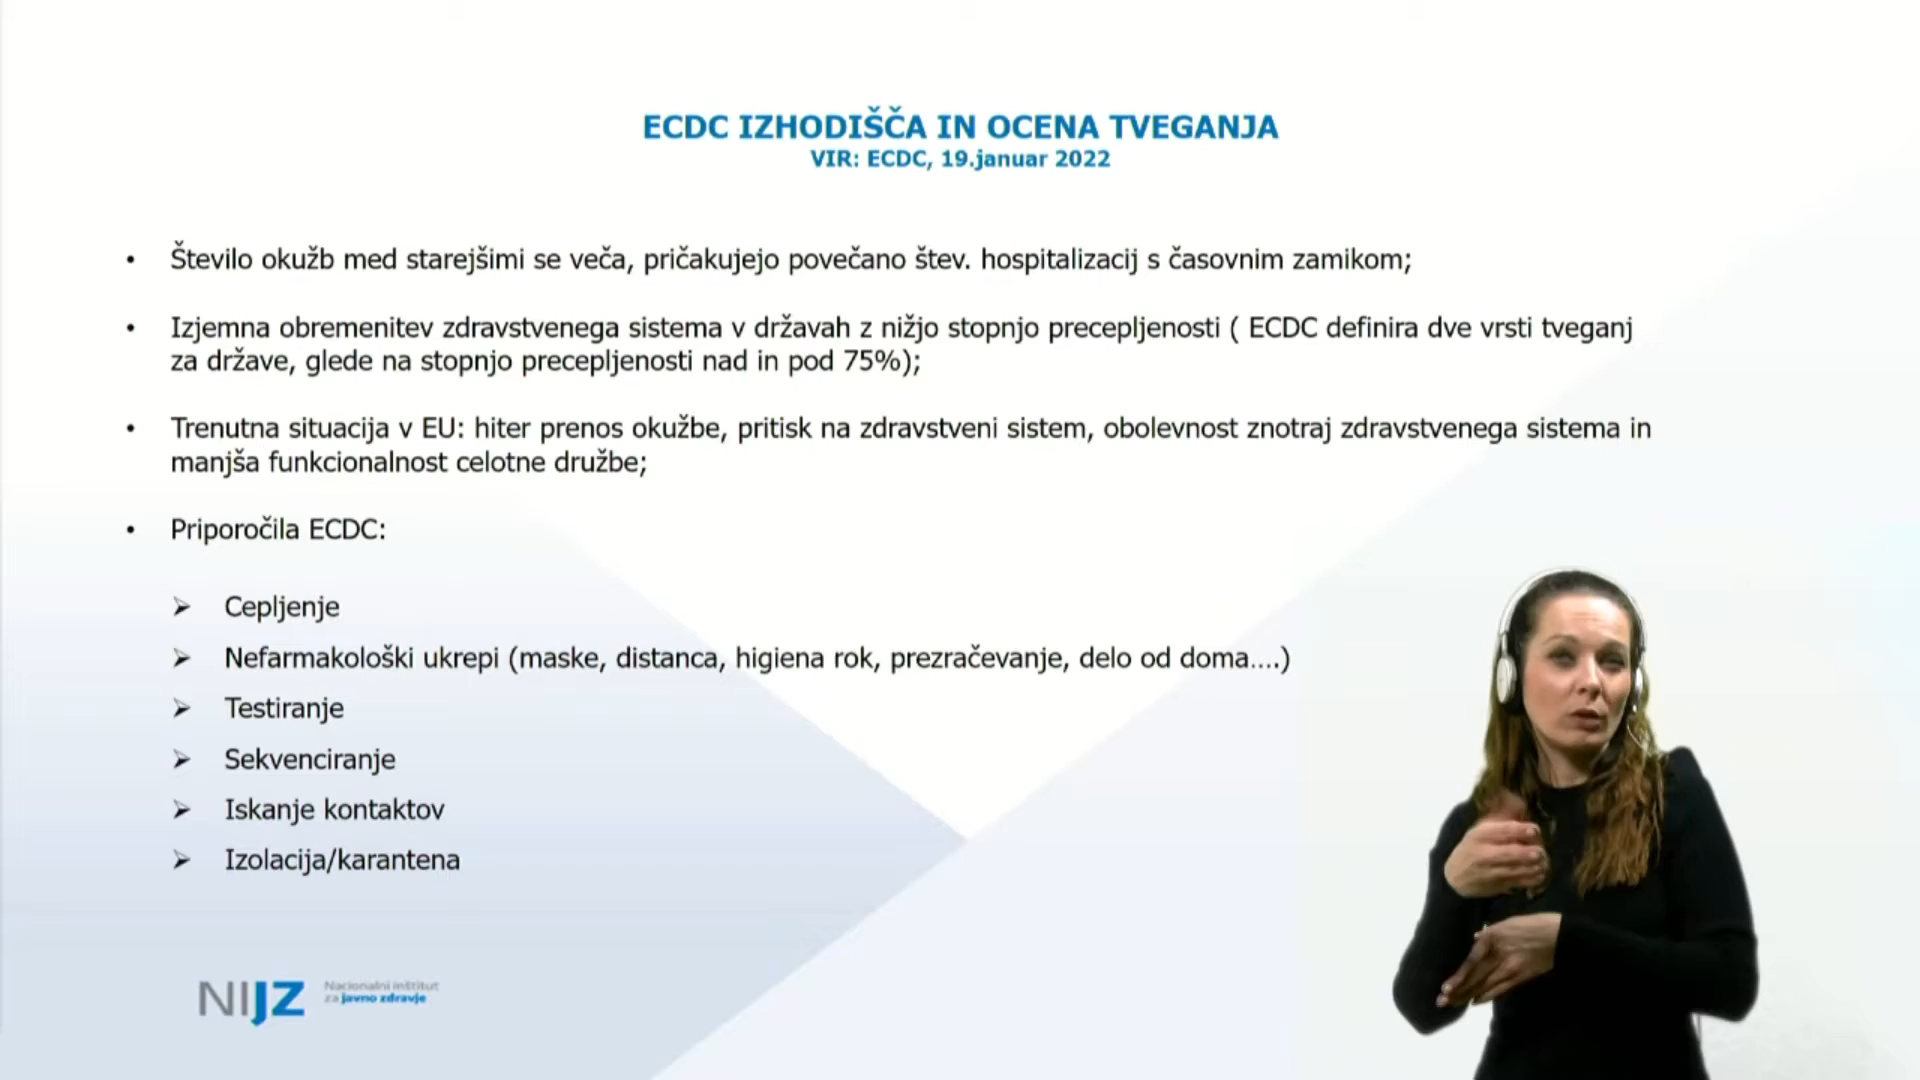 ECDC IZHODIŠČA IN OCENA TVEGANJA
VIR: ECDC, 19.januar 2022
• Število okužb med starejšimi se veča, pričakujejo povečano štev. hospitalizacij s časovnim zamikom;
• Izjemna obremenitev zdravstvenega sistema v državah z nižjo stopnjo precepljenosti ( ECDC definira dve vrsti tveganj
za države, glede na stopnjo precepljenosti nad in pod 75%);
• Trenutna situacija v EU: hiter prenos okužbe, pritisk na zdravstveni sistem, obolevnost znotraj zdravstvenega sistema in
manjša funkcionalnost celotne družbe;
• Priporočila ECDC:
➢ Cepljenje
➢ Nefarmakološki ukrepi (maske, distanca, higiena rok, prezračevanje, delo od doma....)
➢ Testiranje
➢ Sekvenciranje
➢ Iskanje kontaktov
➢ Izolacija/karantena
NIJZ
Nacionalni inštitut
za javno zdravje